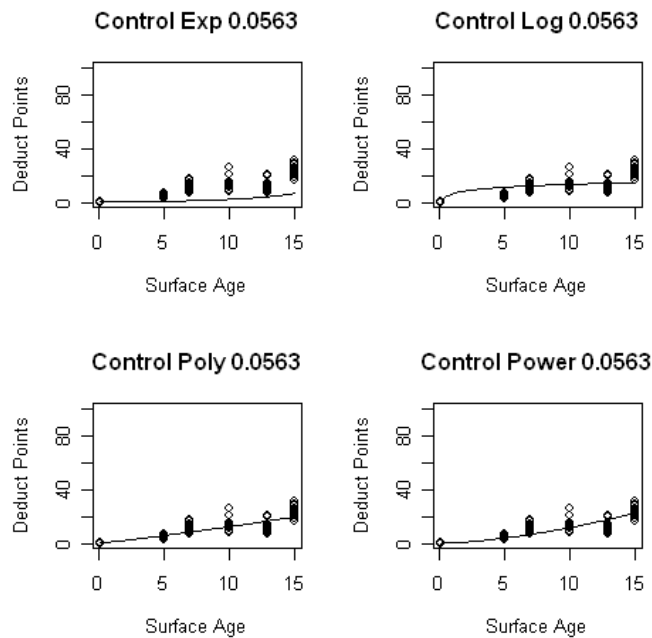 Control Exp 0.0563
Deduct Points
80
40
0
0 5 10 15
Surface Age
Control Log 0.0563
Deduct Points
80
40
0
0 5 10 15
Surface Age
Control Poly 0.0563
Deduct Points
80
40
0
0 5 10 15
Surface Age
Control Power 0.0563
Deduct Points
80
40
0
0 5 10 15
Surface Age